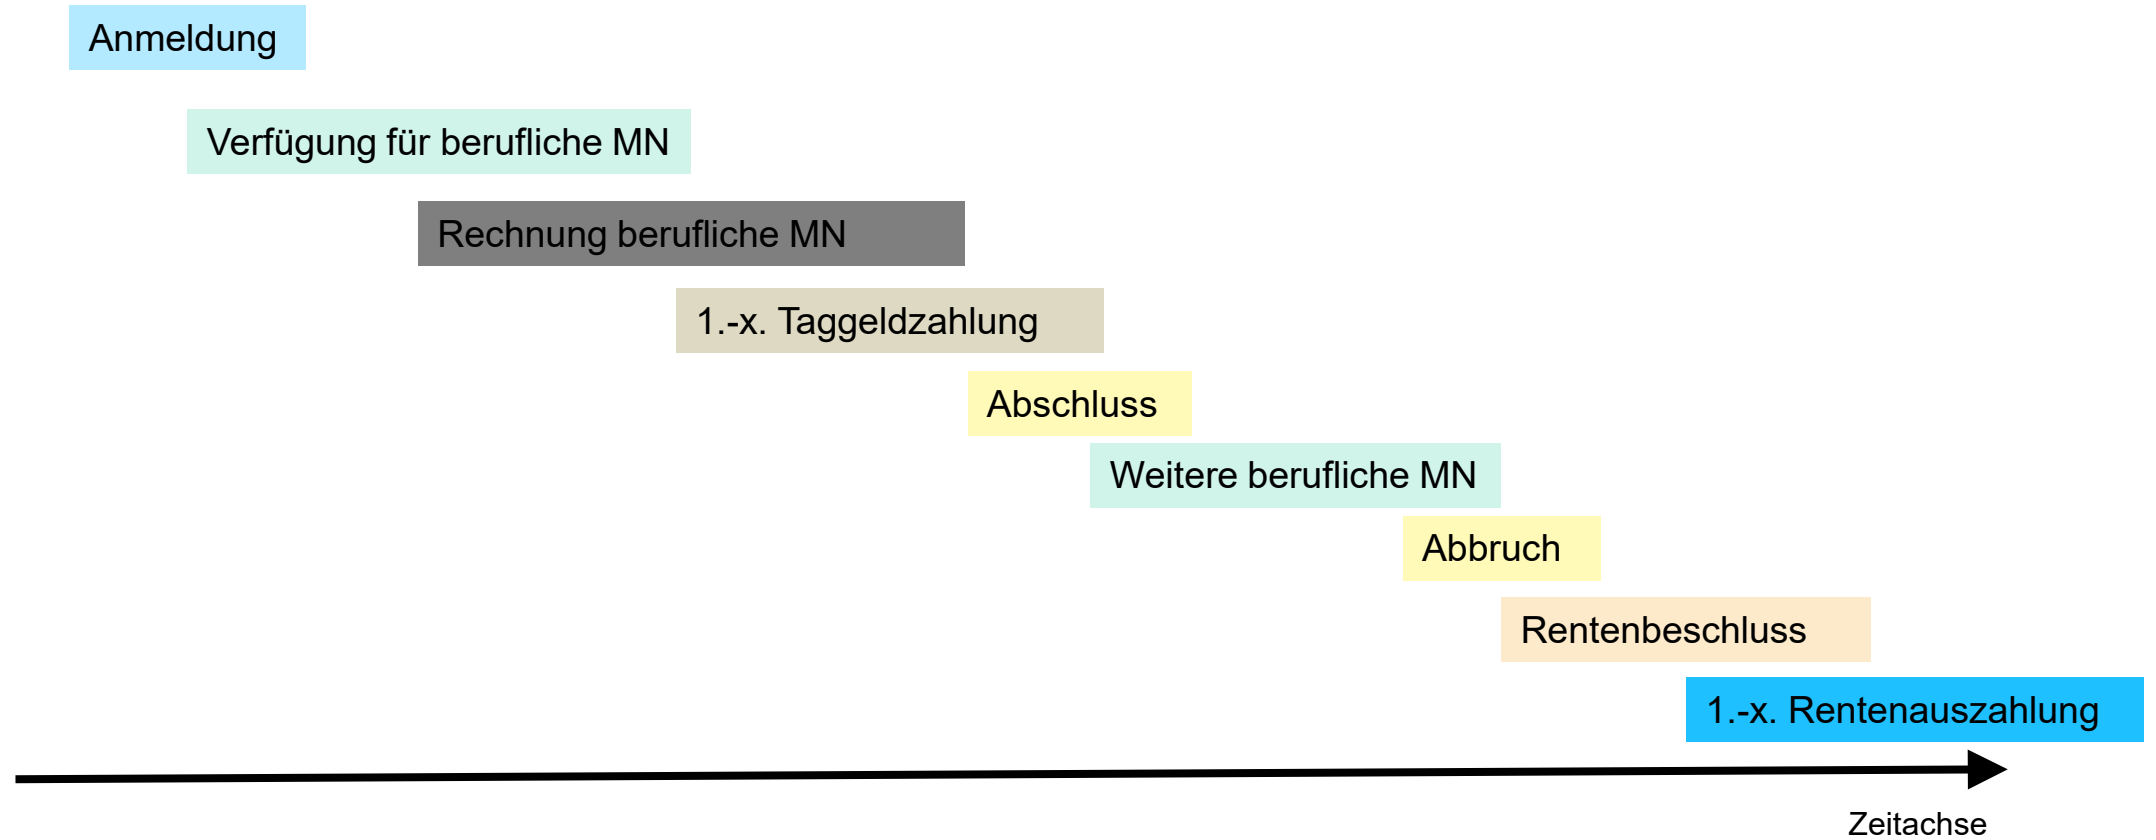 Anmeldung
Verfügung für berufliche MN
Rechnung berufliche MN
1.-x. Taggeldzahlung
Abschluss
Weitere berufliche MN
Abbruch
Rentenbeschluss
1.-x. Rentenauszahlung
Zeitachse